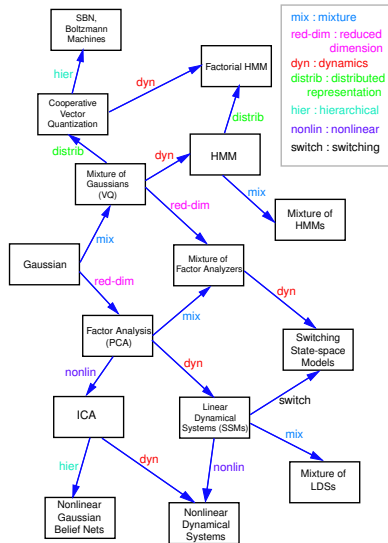 SBN,
Boltzmann
Machines
mix : mixture
red-dim : reduced
dimension
dyn : dynamics
distrib : distributed
representation
hier : hierarchical
nonlin : nonlinear
switch : switching
hier
dyn
Factorial HMM
Cooperative
Vector
Quantization
distrib
distrib
dyn
HMM
Mixture of
Gaussians
(VQ)
red-dim
mix
Mixture of
HMMs
mix
Gaussian
red-dim
Mixture of
Factor Analyzers
dyn
Factor Analysis
(PCA)
mix
Switching
State-space
Models
nonlin
dyn
switch
ICA
Linear
Dynamical
Systems (SSMs)
mix
hier
dyn
nonlin
Mixture of
LDSs
Nonlinear
Gaussian
Belief Nets
Nonlinear
Dynamical
Systems